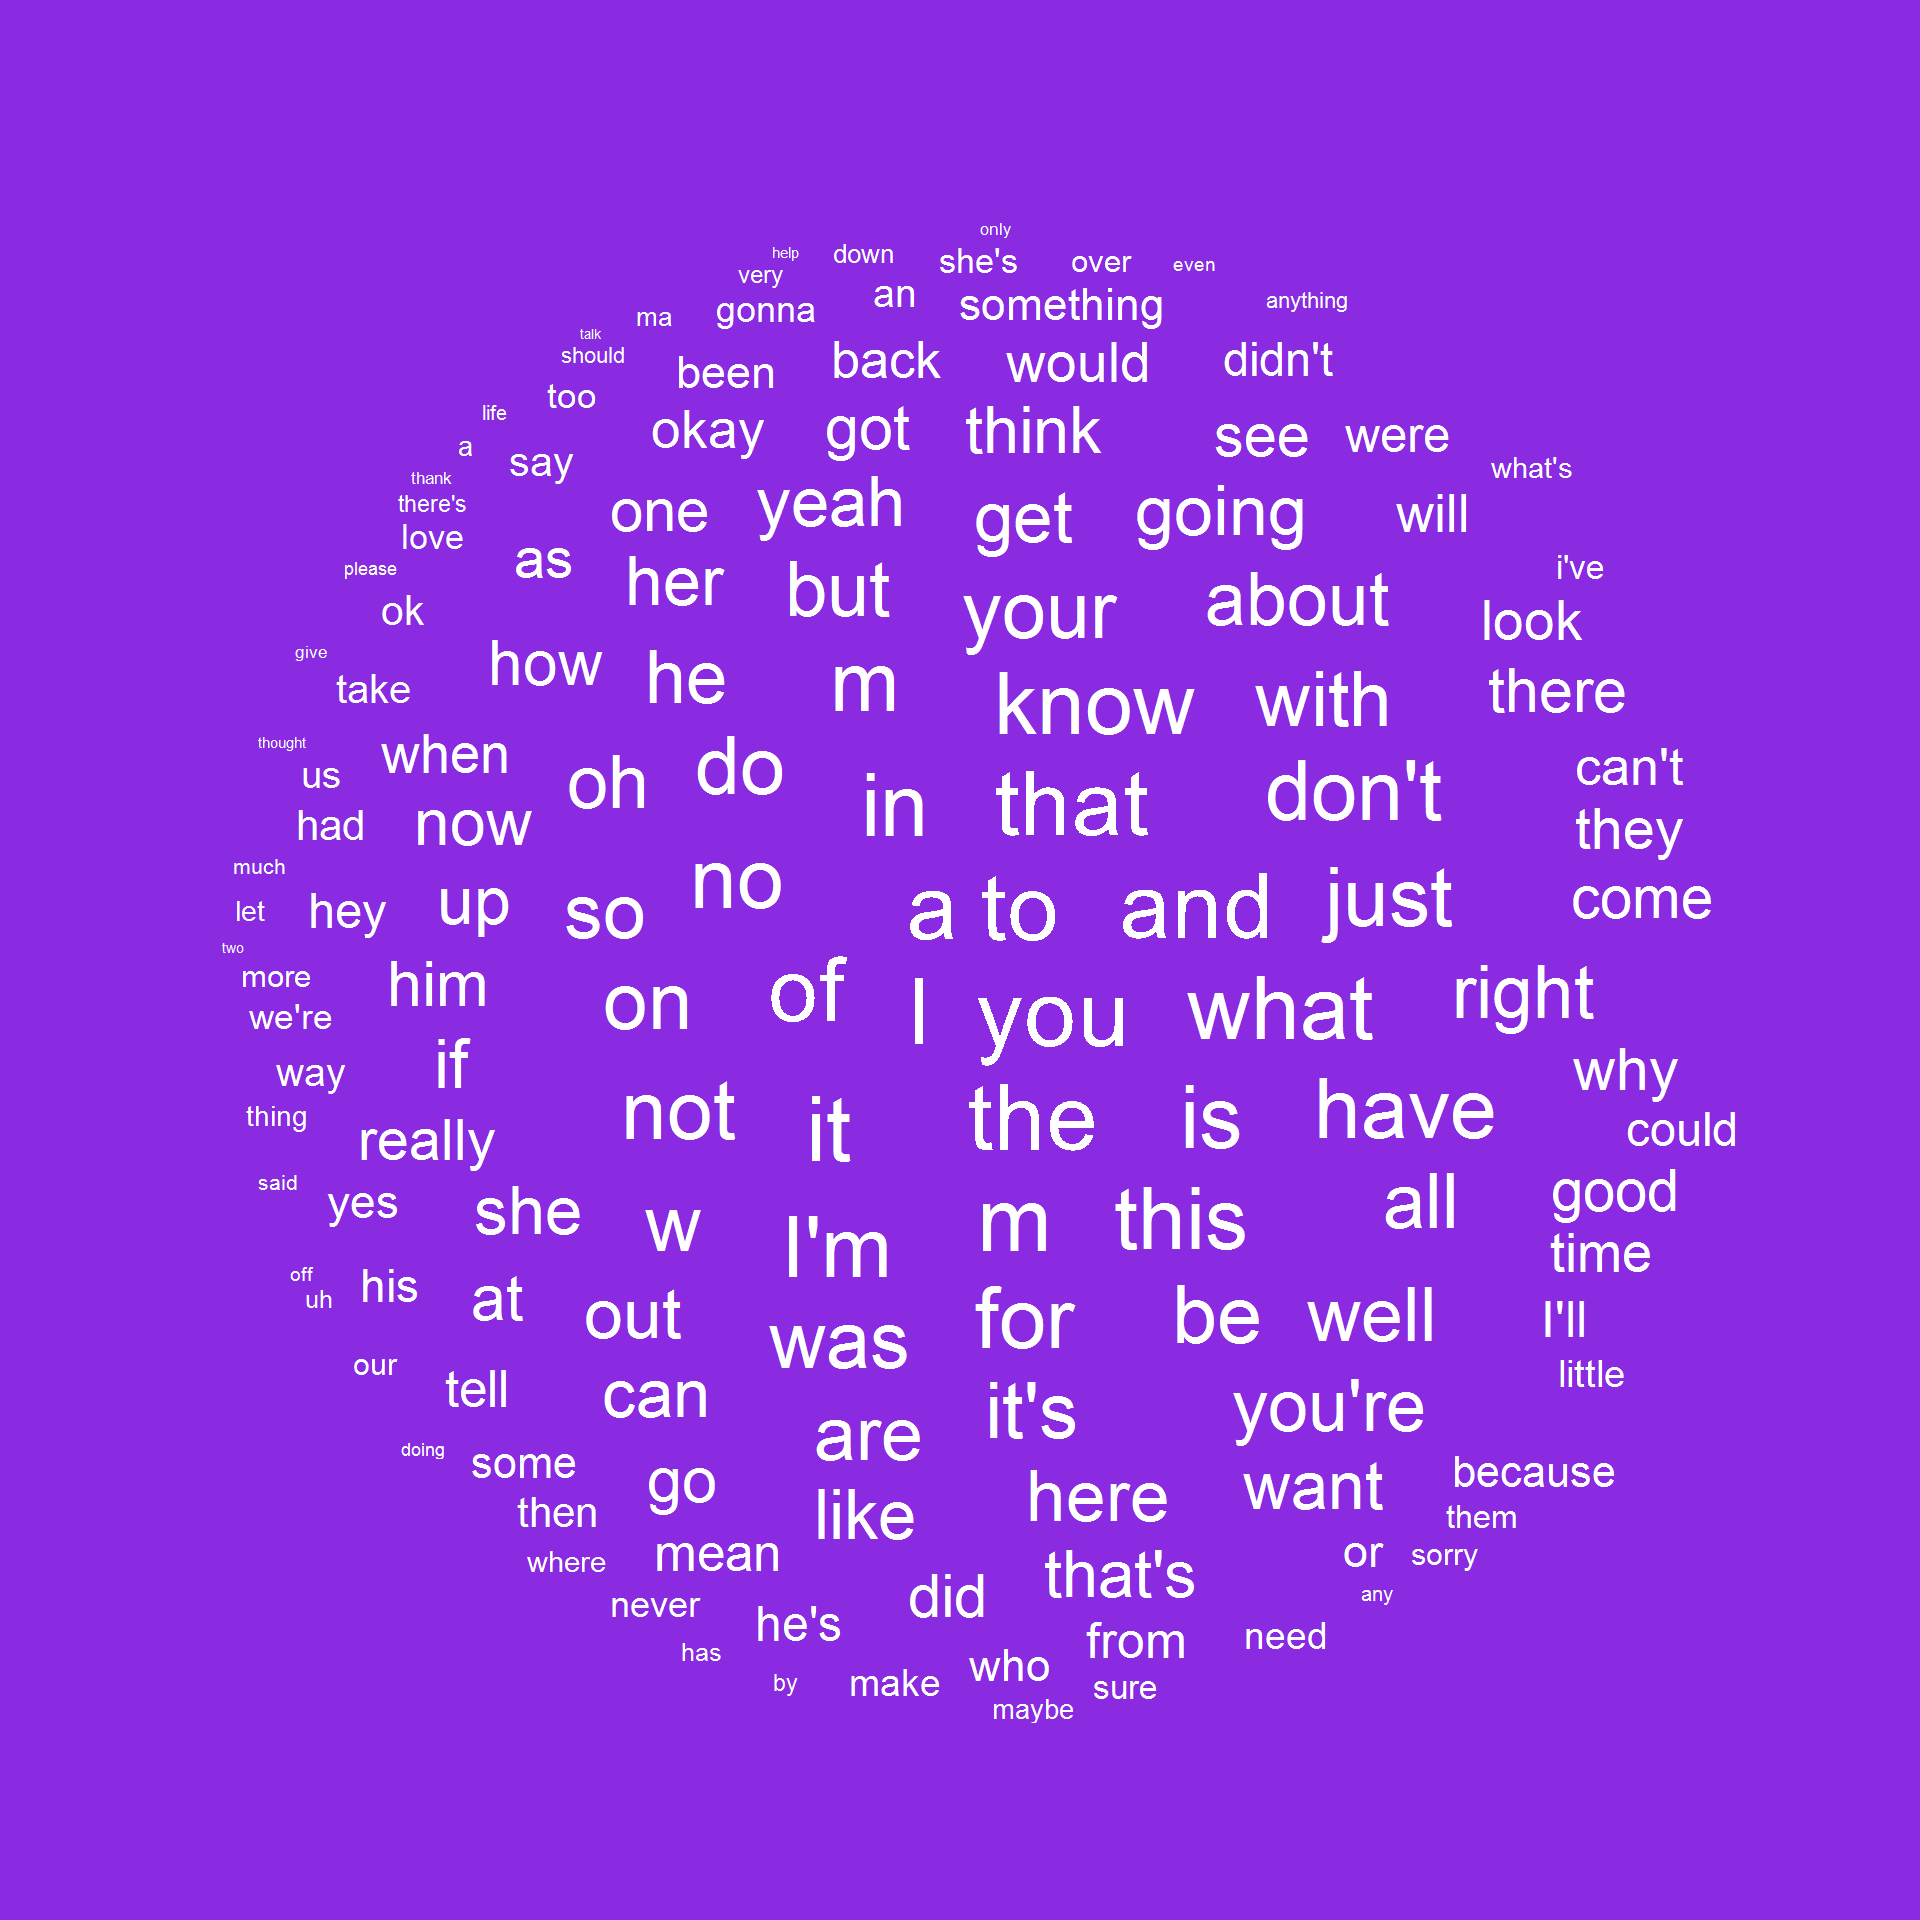 only
help down she's over even
very gonna an something anything
ma
talk
should been back would didn't
too
life okay got think see were
a say what's
thank
there's one yeah get going will
love as
please her but your about i've
ok look
give how he m know with there
take
thought when oh do in that don't can't
us
had now they
much no just
let hey up so a to and come
two
more him on of I you what right
we're
way if why
thing not it the is have could
really
said yes she w I'm m this all good
time
off his at out was for be well I'll
uh
our tell can it's you're little
doing some go are here want because
then like them
where mean that's or sorry
never did any
he's from need
has by make who sure
maybe